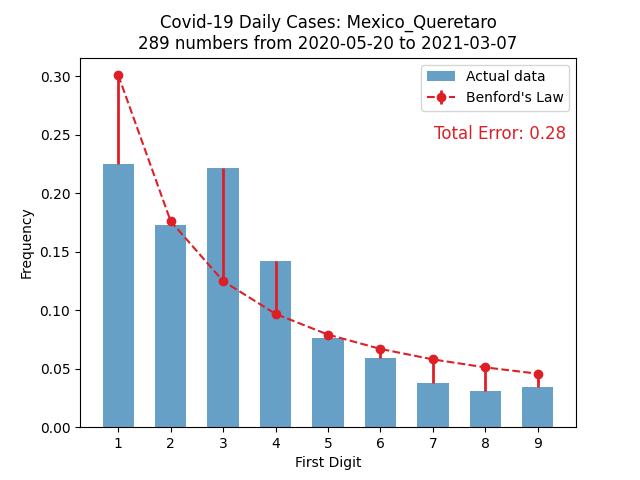 Covid-19 Daily Cases: Mexico_Queretaro
289 numbers from 2020-05-20 to 2021-03-07
Actual data
Benford's Law
Total Error: 0.28
Frequency
0.30
0.25
0.20
0.15
0.10
0.05
0.00
1 2 3 4 5 6 7 8 9
First Digit